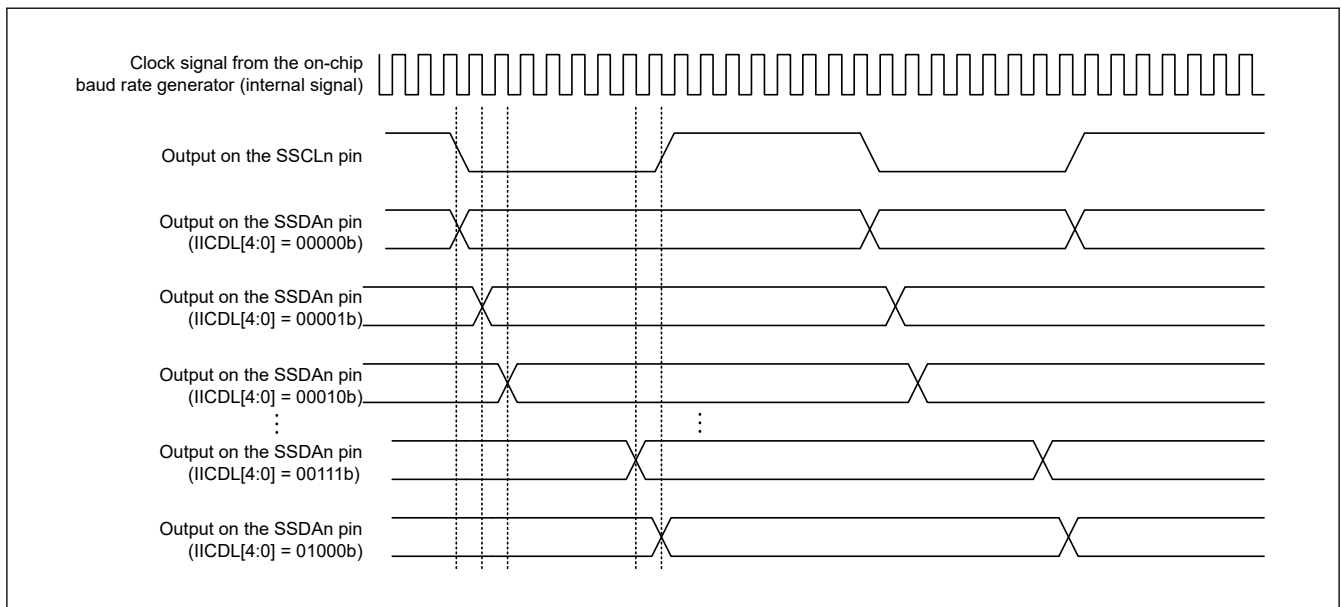 Clock signal from the on-chip
baud rate generator (internal signal)
Output on the SSCLn pin
Output on the SSDAn pin
(IICDL[4:0] = 00000b)
Output on the SSDAn pin
(IICDL[4:0] = 00001b)
Output on the SSDAn pin
(IICDL[4:0] = 00010b)
Output on the SSDAn pin
(IICDL[4:0] = 00111b)
Output on the SSDAn pin
(IICDL[4:0] = 01000b)